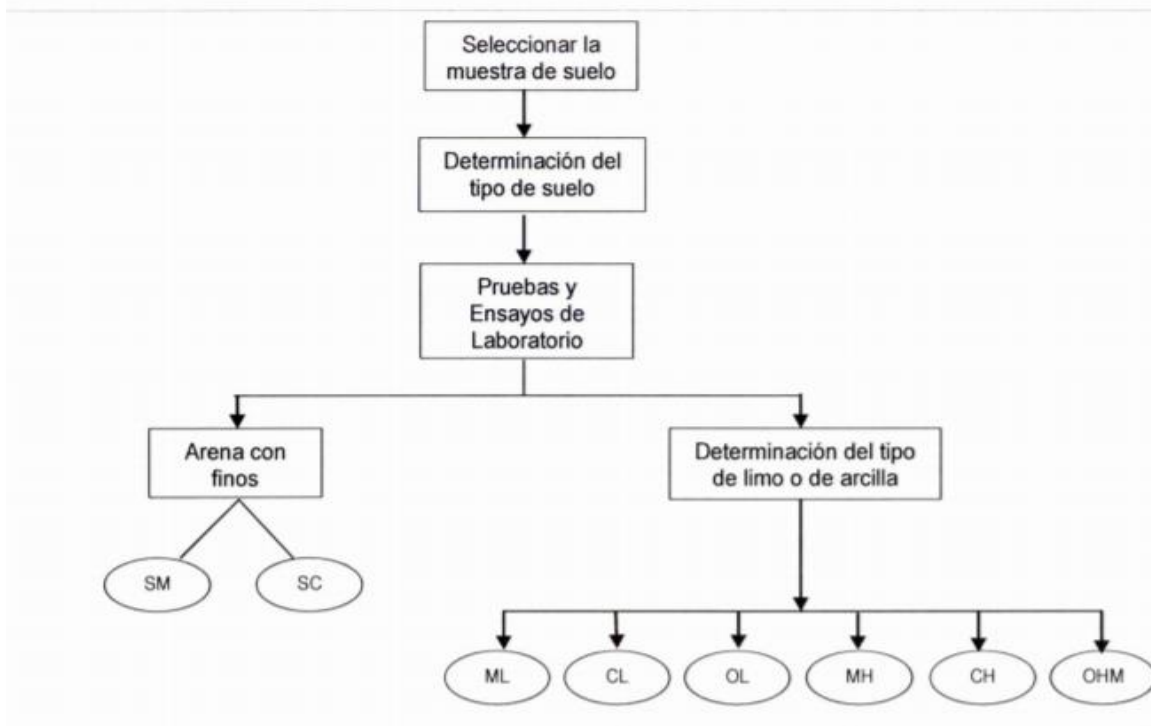 Seleccionar la
muestra de suelo
Determinación del
tipo de suelo
Pruebas y
Ensayos de
Laboratorio
Arena con
finos
Determinación del tipo
de limo o de arcilla
SM
SC
ML
CL
OL
MH
CH
OHM